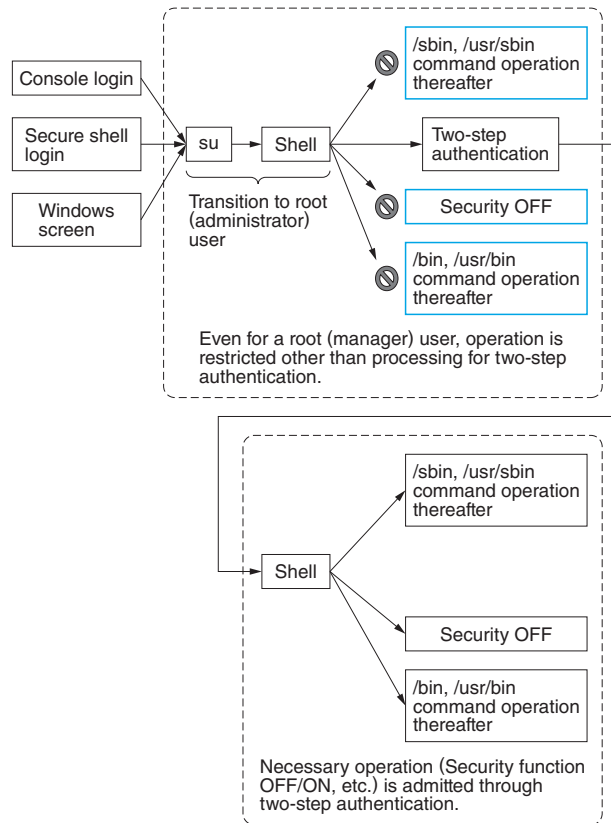 Console login
Secure shell
login
Windows
screen
su
Shell
Transition to root
(administrator)
user
/sbin, /usr/sbin
command operation
thereafter
Two-step
authentication
Security OFF
/bin, /usr/bin
command operation
thereafter
Even for a root (manager) user, operation is
restricted other than processing for two-step
authentication.
Shell
/sbin, /usr/sbin
command operation
thereafter
Security OFF
/bin, /usr/bin
command operation
thereafter
Necessary operation (Security function
OFF/ON, etc.) is admitted through
two-step authentication.